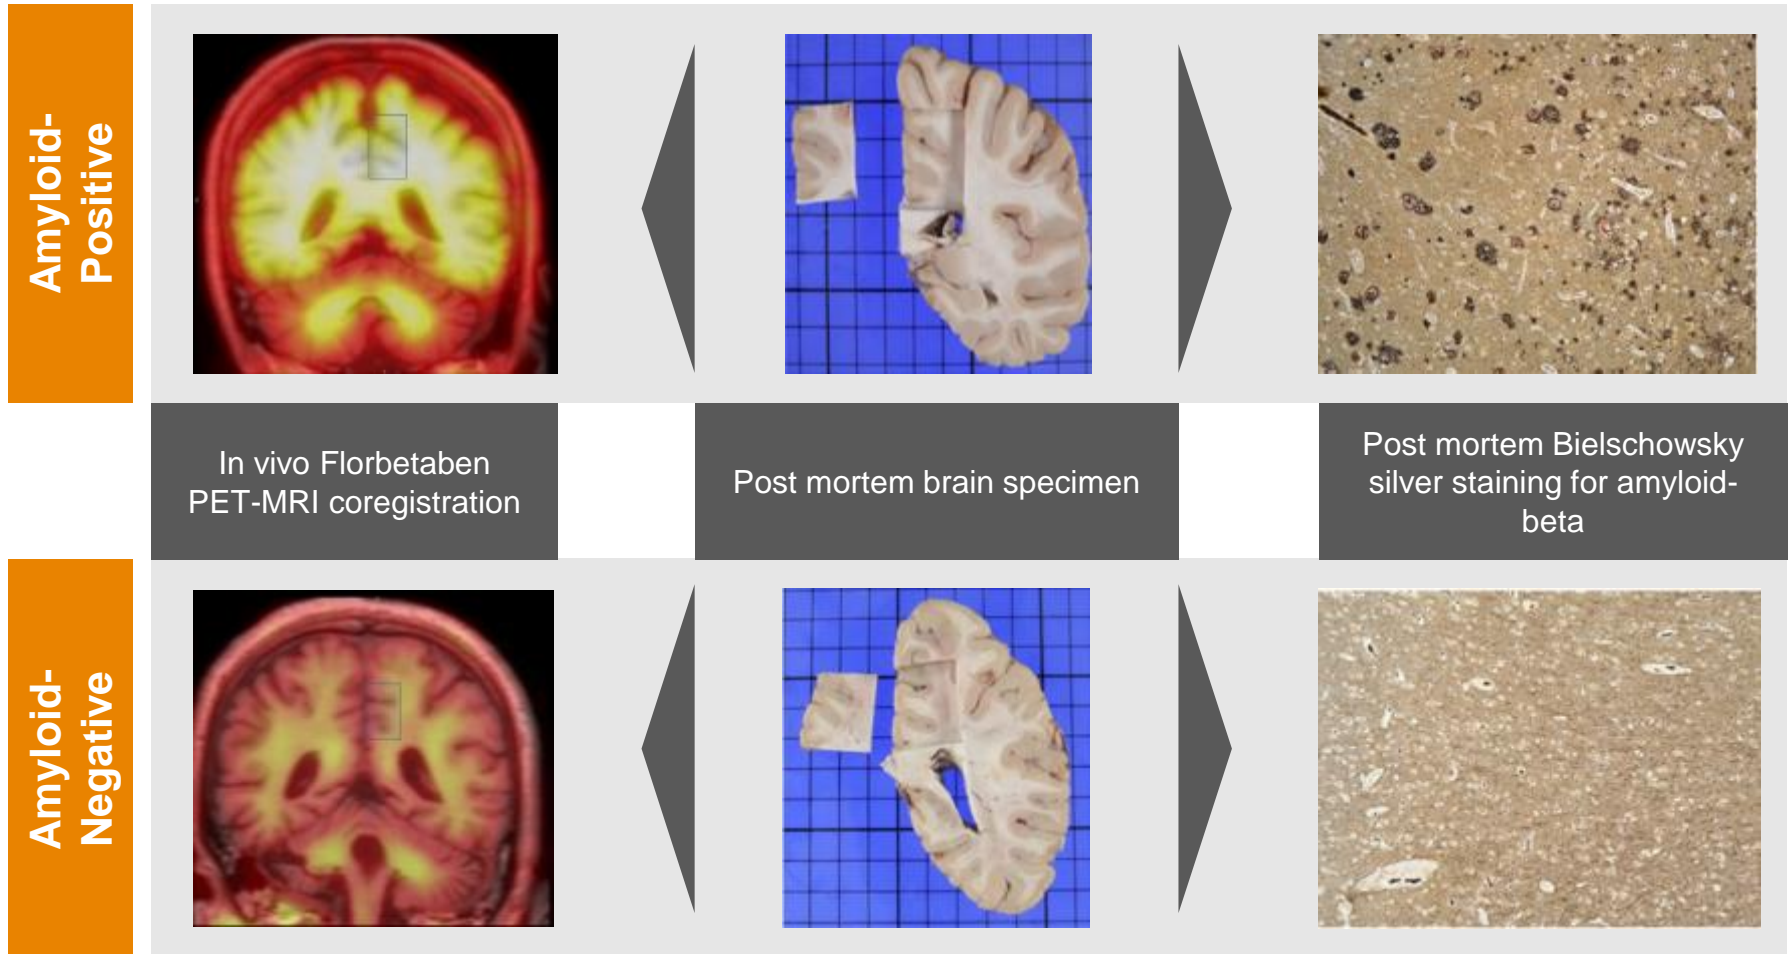 Amyloid-
Positive
In vivo Florbetaben
PET-MRI coregistration
Post mortem brain specimen
Post mortem Bielschowsky
silver staining for amyloid-
beta
Amyloid-
Negative